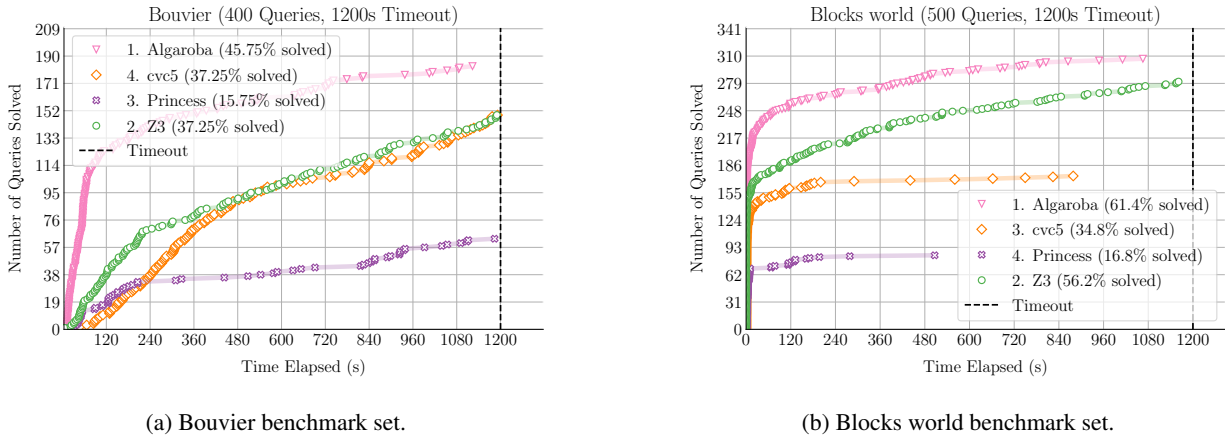 Bouvier (400 Queries, 1200s Timeout)
Number of Queries Solved
209
190
171
152
133
114
95
76
57
38
19
0
1. Algaroba (45.75% solved)
4. cvc5 (37.25% solved)
3. Princess (15.75% solved)
2. Z3 (37.25% solved)
Timeout
120 240 360 480 600 720 840 960 1080 1200
Time Elapsed (s)
(a) Bouvier benchmark set.
Blocks world (500 Queries, 1200s Timeout)
Number of Queries Solved
341
310
279
248
217
186
155
124
93
62
31
0
1. Algaroba (61.4% solved)
3. cvc5 (34.8% solved)
4. Princess (16.8% solved)
2. Z3 (56.2% solved)
Timeout
0 120 240 360 480 600 720 840 960 1080 1200
Time Elapsed (s)
(b) Blocks world benchmark set.